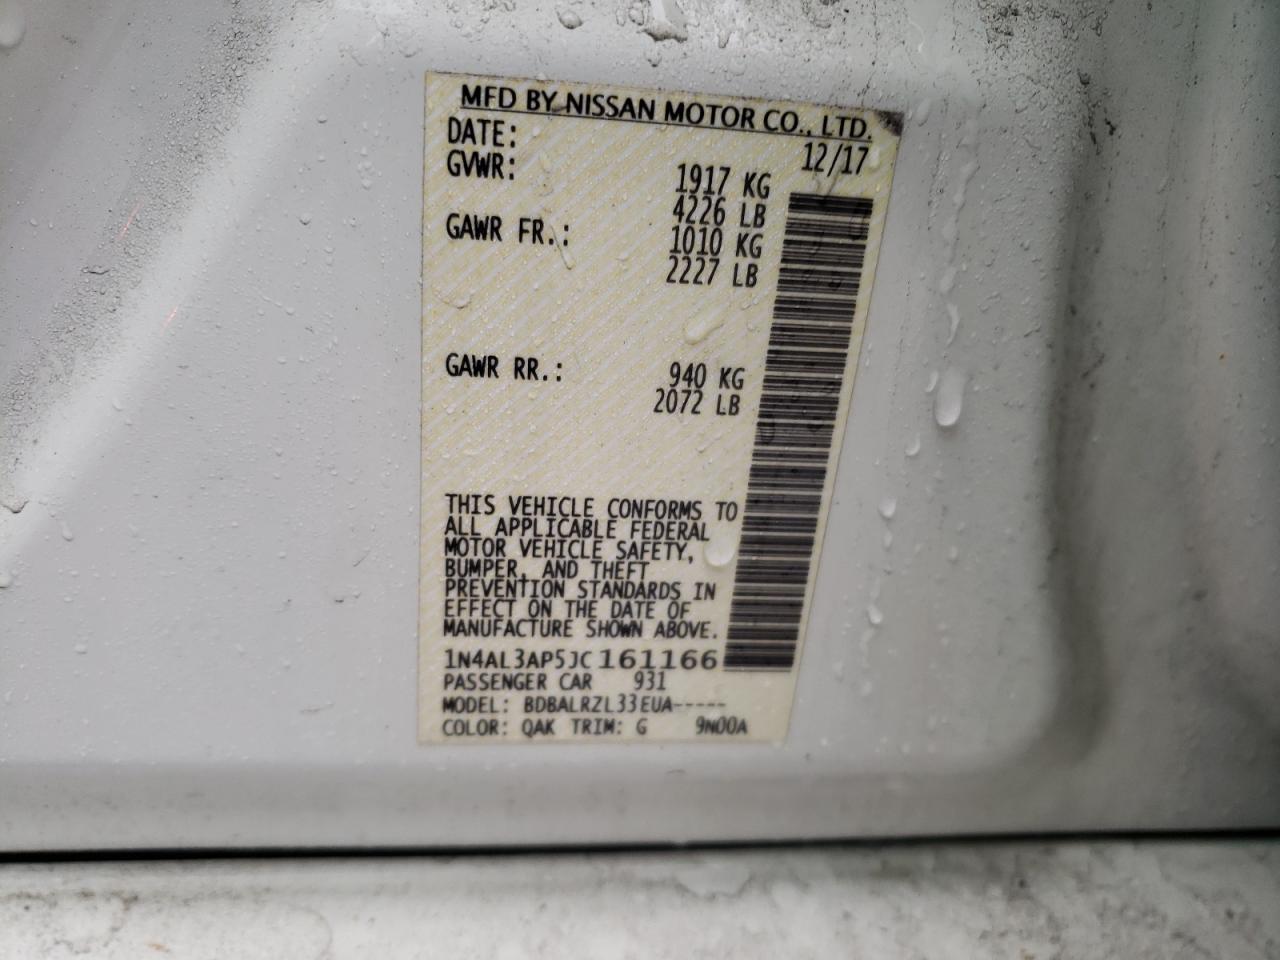 MFD BY NISSAN MOTOR CO., LTD.
DATE: 12/17
GVWR: 1917 KG
4226 LB
GAWR FR.: 1010 KG
2227 LB
GAWR RR.: 940 KG
2072 LB
THIS VEHICLE CONFORMS TO
ALL APPLICABLE FEDERAL
MOTOR VEHICLE SAFETY,
BUMPER, AND THEFT
PREVENTION STANDARDS IN
EFFECT ON THE DATE OF
MANUFACTURE SHOWN ABOVE.
1N4AL3AP5JC161166
PASSENGER CAR 931
MODEL: BDBALRZL33EUA-----
COLOR: QAK TRIM: G 9N00A